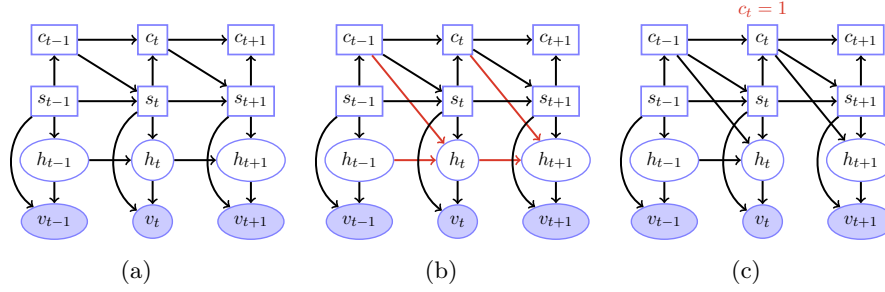 c_t = 1
c_{t-1} c_t c_{t+1} c_{t-1} c_t c_{t+1} c_{t-1} c_t c_{t+1}
s_{t-1} s_t s_{t+1} s_{t-1} s_t s_{t+1} s_{t-1} s_t s_{t+1}
h_{t-1} h_t h_{t+1} h_{t-1} h_t h_{t+1} h_{t-1} h_t h_{t+1}
v_{t-1} v_t v_{t+1} v_{t-1} v_t v_{t+1} v_{t-1} v_t v_{t+1}
(a) (b) (c)